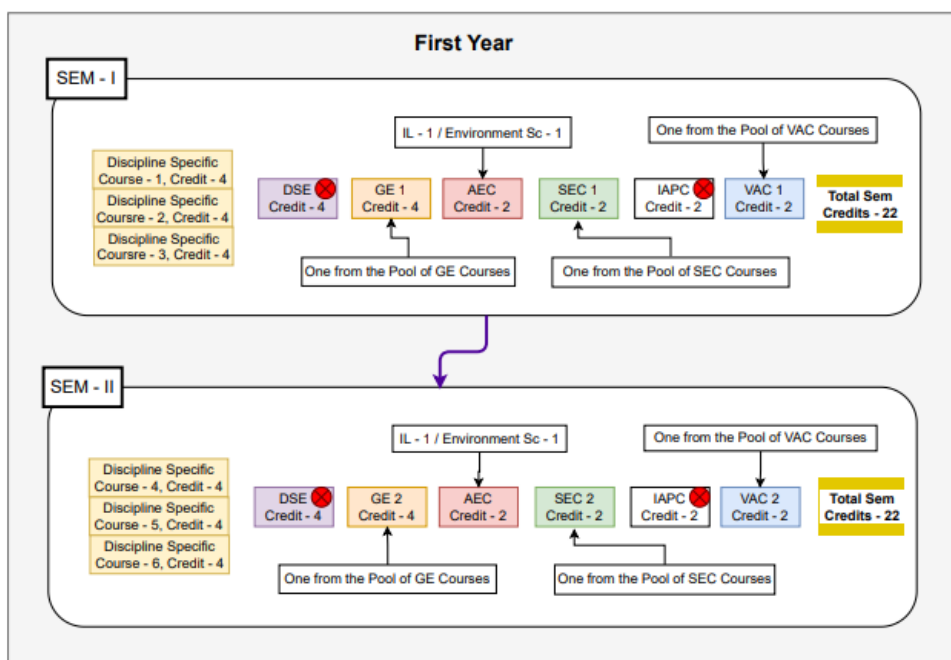 First Year
SEM - I
IL - 1 / Environment Sc - 1
One from the Pool of VAC Courses
Discipline Specific
Course - 1, Credit - 4
Discipline Specific
Coursre - 2, Credit - 4
Discipline Specific
Coursre - 3, Credit - 4
DSE
Credit - 4
GE 1
Credit - 4
AEC
Credit - 2
SEC 1
Credit - 2
IAPC
Credit - 2
VAC 1
Credit - 2
Total Sem
Credits - 22
One from the Pool of GE Courses
One from the Pool of SEC Courses
SEM - II
IL - 1 / Environment Sc - 1
One from the Pool of VAC Courses
Discipline Specific
Course - 4, Credit - 4
Discipline Specific
Course - 5, Credit - 4
Discipline Specific
Course - 6, Credit - 4
DSE
Credit - 4
GE 2
Credit - 4
AEC
Credit - 2
SEC 2
Credit - 2
IAPC
Credit - 2
VAC 2
Credit - 2
Total Sem
Credits - 22
One from the Pool of GE Courses
One from the Pool of SEC Courses